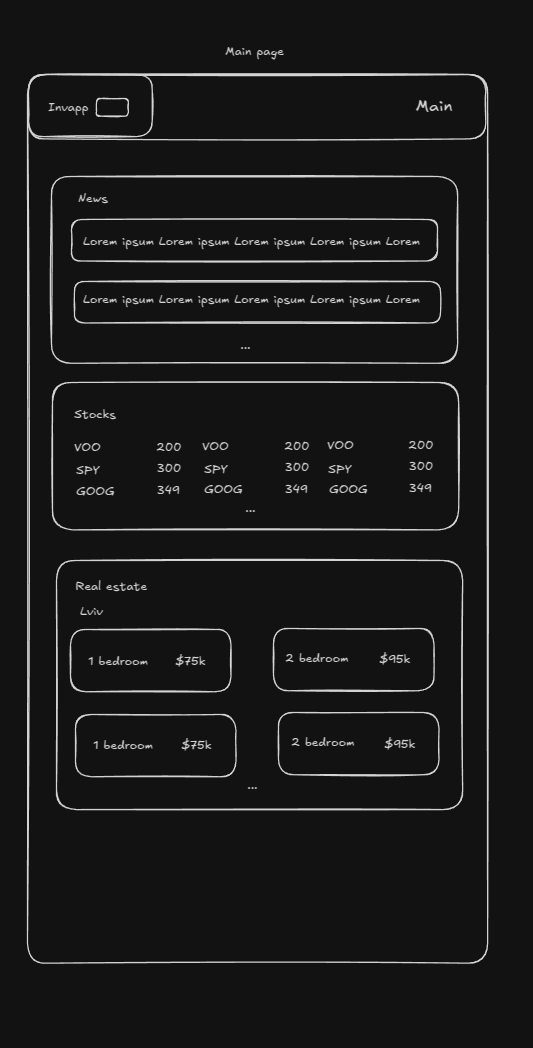 Main page
Invapp
Main
News
Lorem ipsum Lorem ipsum Lorem ipsum Lorem ipsum Lorem
Lorem ipsum Lorem ipsum Lorem ipsum Lorem ipsum Lorem
...
Stocks
VOO 200 VOO 200 VOO 200
SPY 300 SPY 300 SPY 300
GOOG 349 GOOG 349 GOOG 349
...
Real estate
Lviv
1 bedroom $75k 2 bedroom $95k
1 bedroom $75k 2 bedroom $95k
...